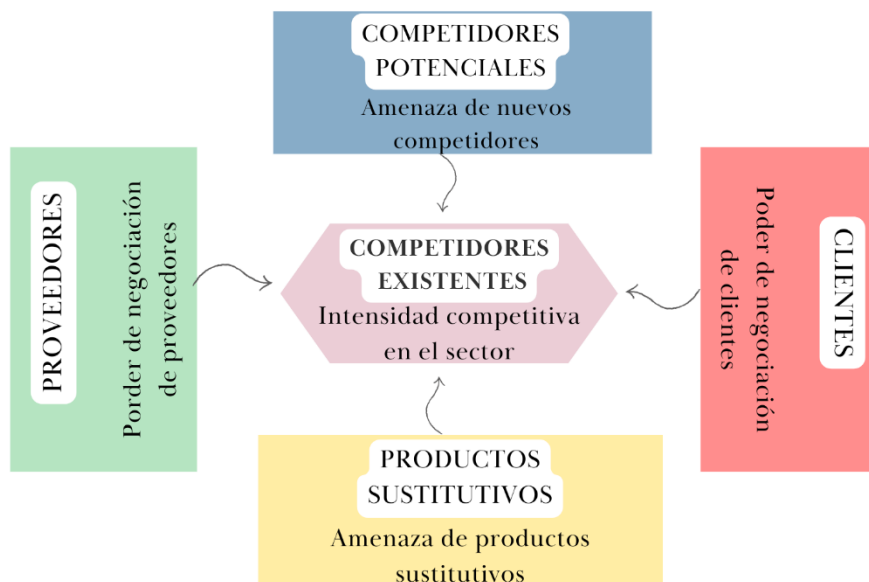 COMPETIDORES
POTENCIALES
Amenaza de nuevos
competidores
PROVEEDORES
Porder de negociación
de proveedores
COMPETIDORES
EXISTENTES
Intensidad competitiva
en el sector
CLIENTES
Poder de negociación
de clientes
PRODUCTOS
SUSTITUTIVOS
Amenaza de productos
sustitutivos